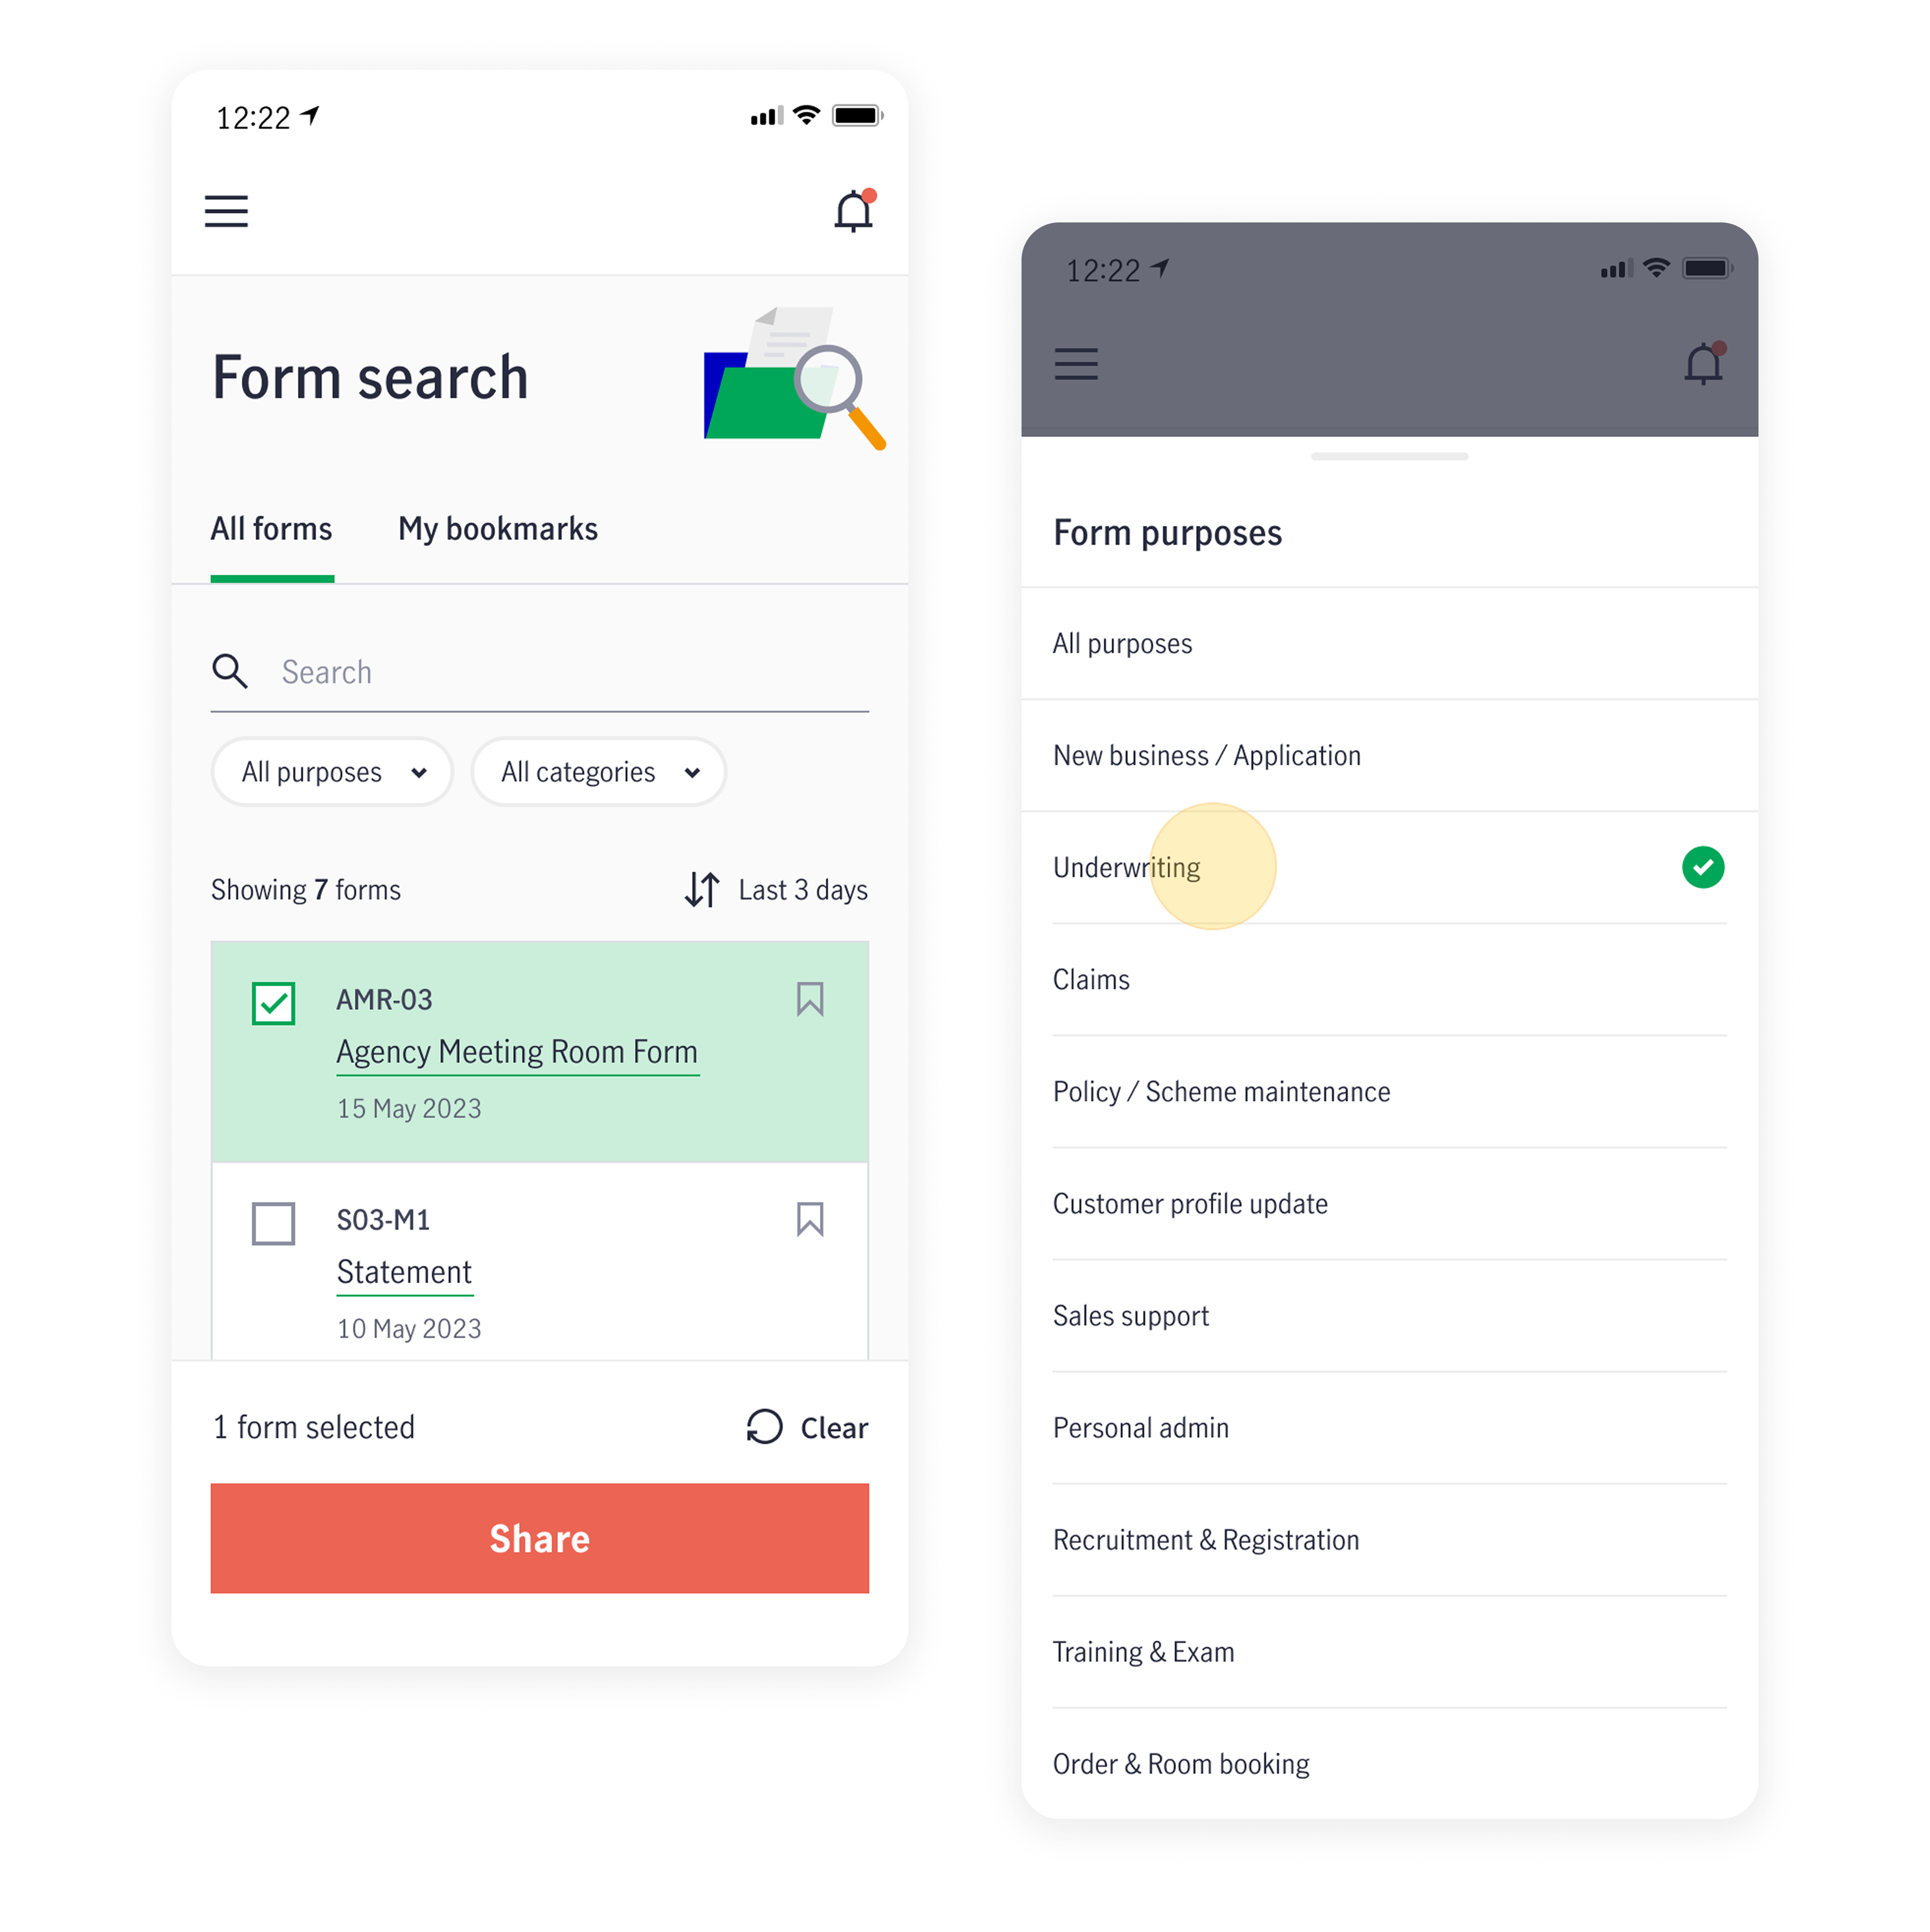 12:22
Form search
All forms My bookmarks
Search
All purposes All categories
Showing 7 forms Last 3 days
AMR-03
Agency Meeting Room Form
15 May 2023
S03-M1
Statement
10 May 2023
1 form selected Clear
Share
12:22
Form purposes
All purposes
New business / Application
Underwriting
Claims
Policy / Scheme maintenance
Customer profile update
Sales support
Personal admin
Recruitment & Registration
Training & Exam
Order & Room booking